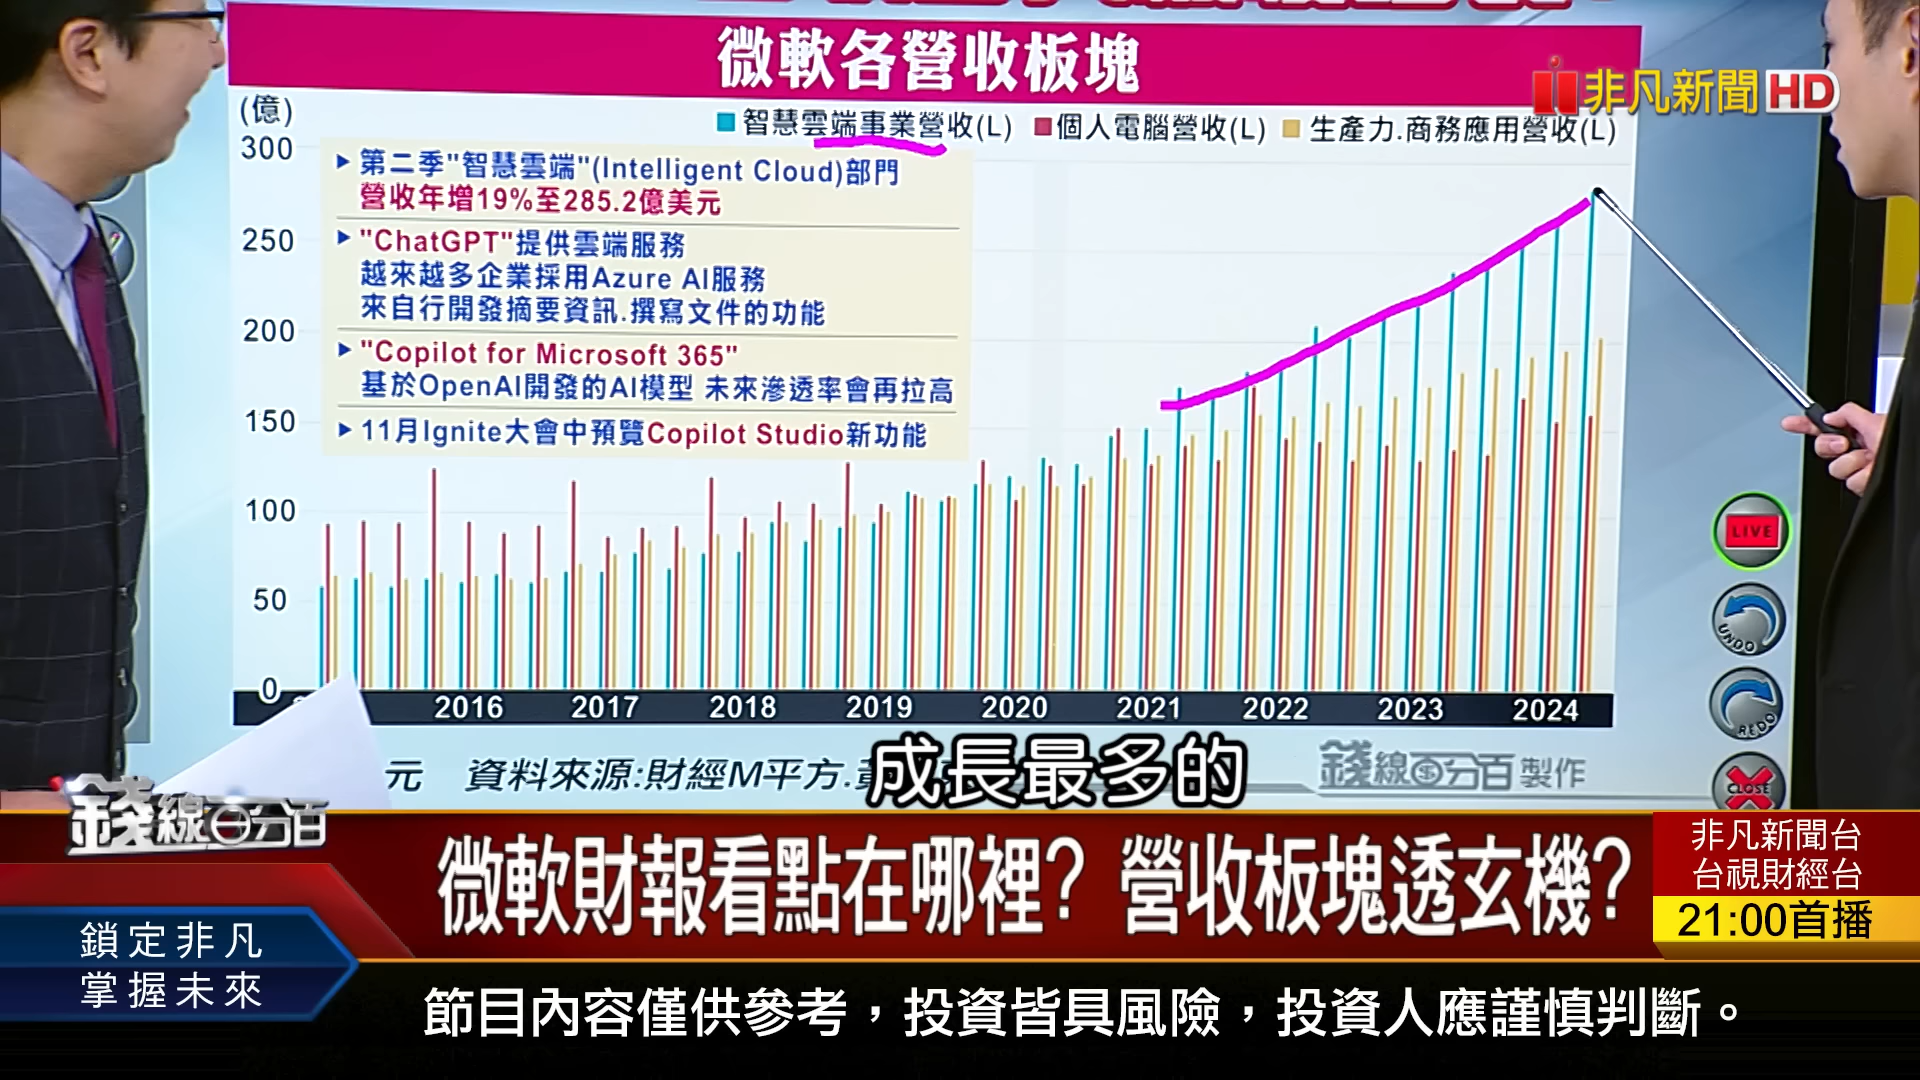 微軟各營收板塊
非凡新聞HD
(億)
智慧雲端事業營收(L) 個人電腦營收(L) 生產力.商務應用營收(L)
300
250
200
150
100
50
0
第二季"智慧雲端"(Intelligent Cloud)部門
營收年增19%至285.2億美元
"ChatGPT"提供雲端服務
越來越多企業採用Azure AI服務
來自行開發摘要資訊.撰寫文件的功能
"Copilot for Microsoft 365"
基於OpenAI開發的AI模型 未來滲透率會再拉高
11月Ignite大會中預覽Copilot Studio新功能
2016 2017 2018 2019 2020 2021 2022 2023 2024
LIVE
UNDO
REDO
CLOSE
元 資料來源:財經M平方.
錢線百分百 製作
成長最多的
錢線百分百
微軟財報看點在哪裡? 營收板塊透玄機?
非凡新聞台
台視財經台
21:00首播
鎖定非凡
掌握未來
節目內容僅供參考，投資皆具風險，投資人應謹慎判斷。